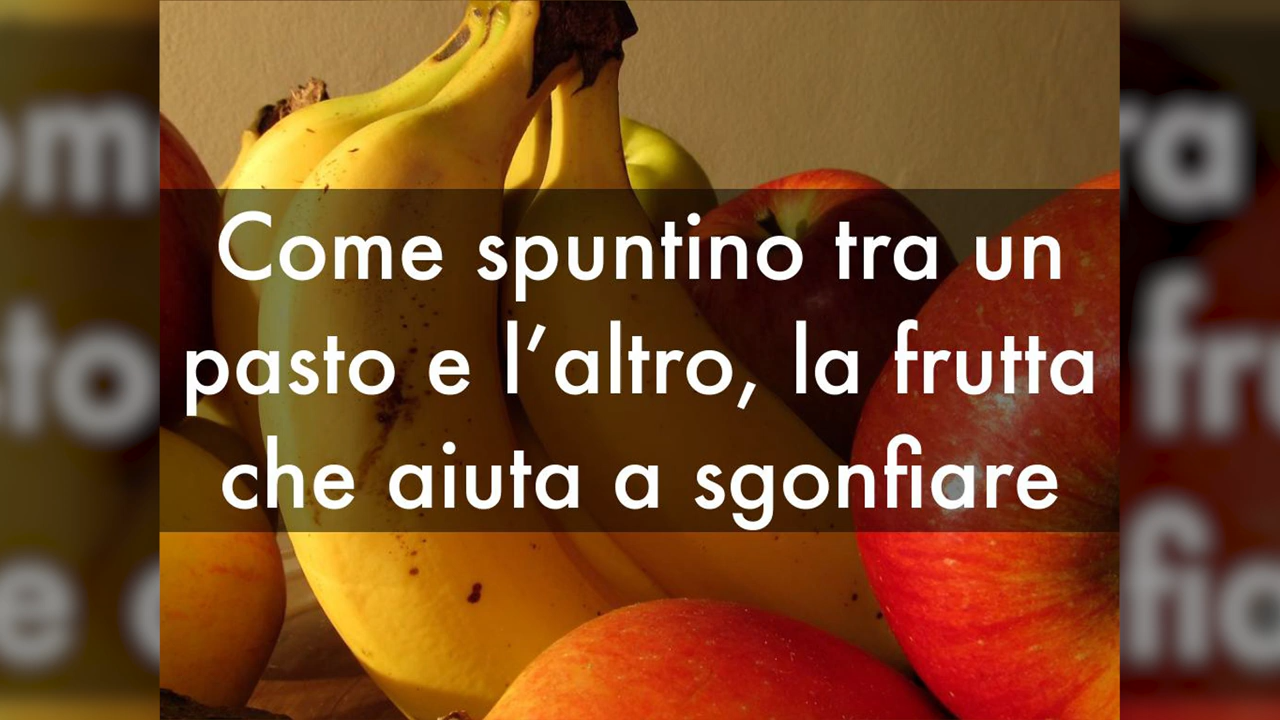 Come spuntino tra un
pasto e l’altro, la frutta
che aiuta a sgonfiare